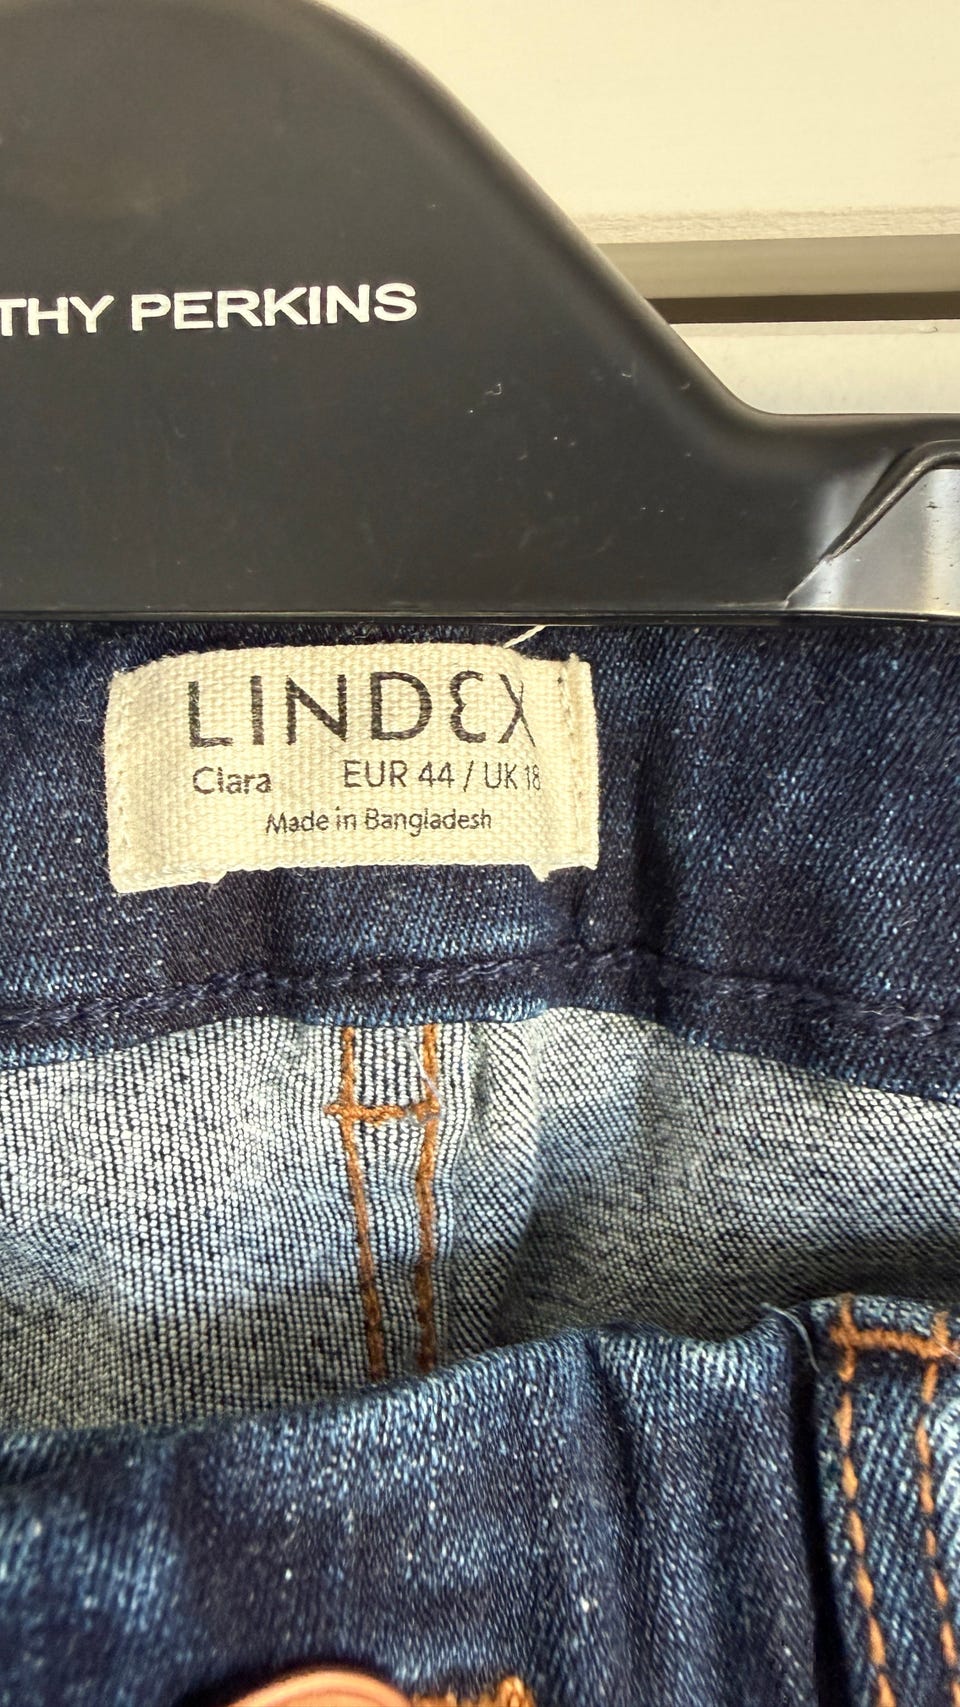 THY PERKINS
LINDEX
Clara EUR 44 / UK 18
Made in Bangladesh